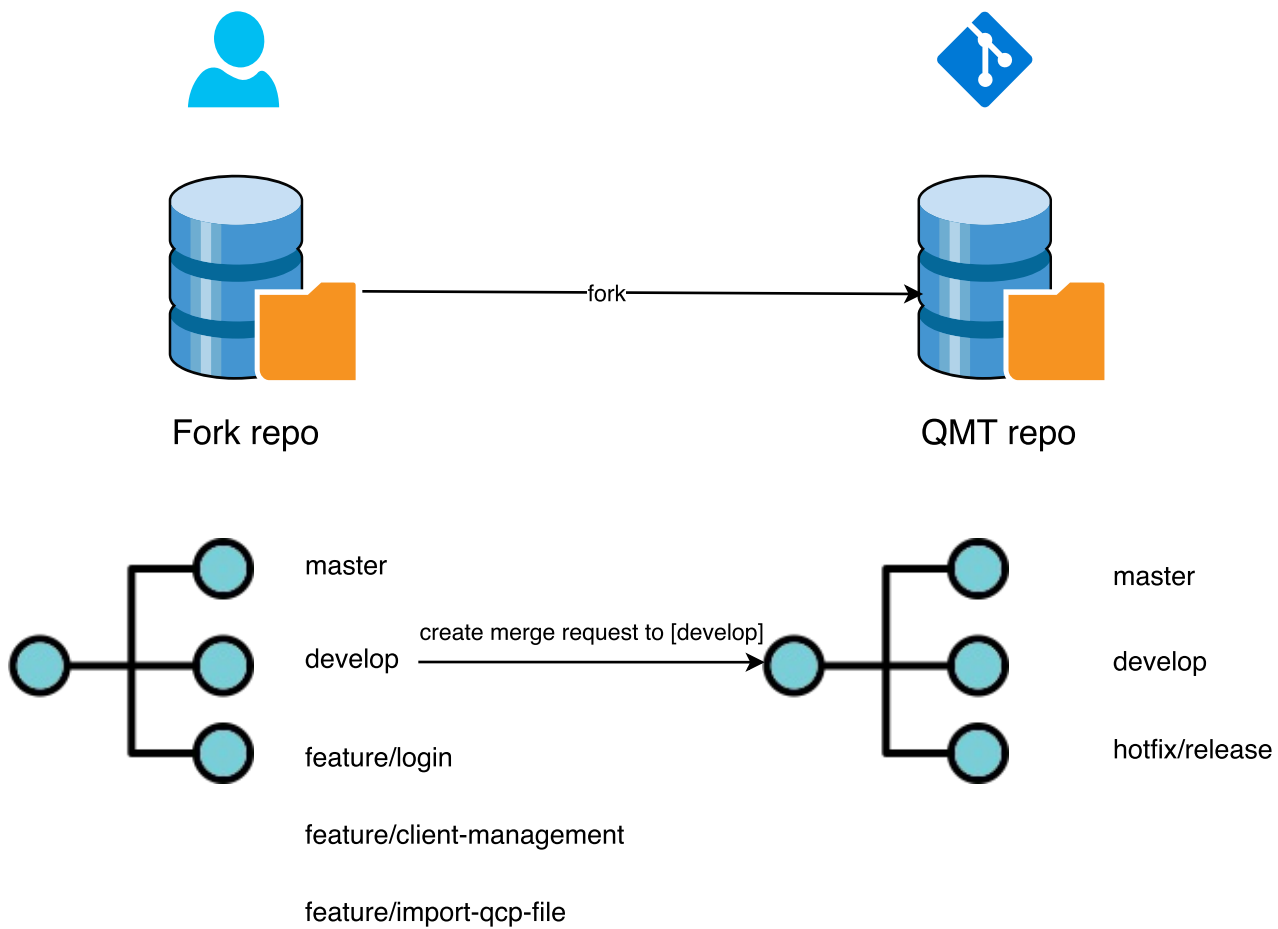 fork
Fork repo
QMT repo
master
create merge request to [develop]
develop
feature/login
feature/client-management
feature/import-qcp-file
master
develop
hotfix/release